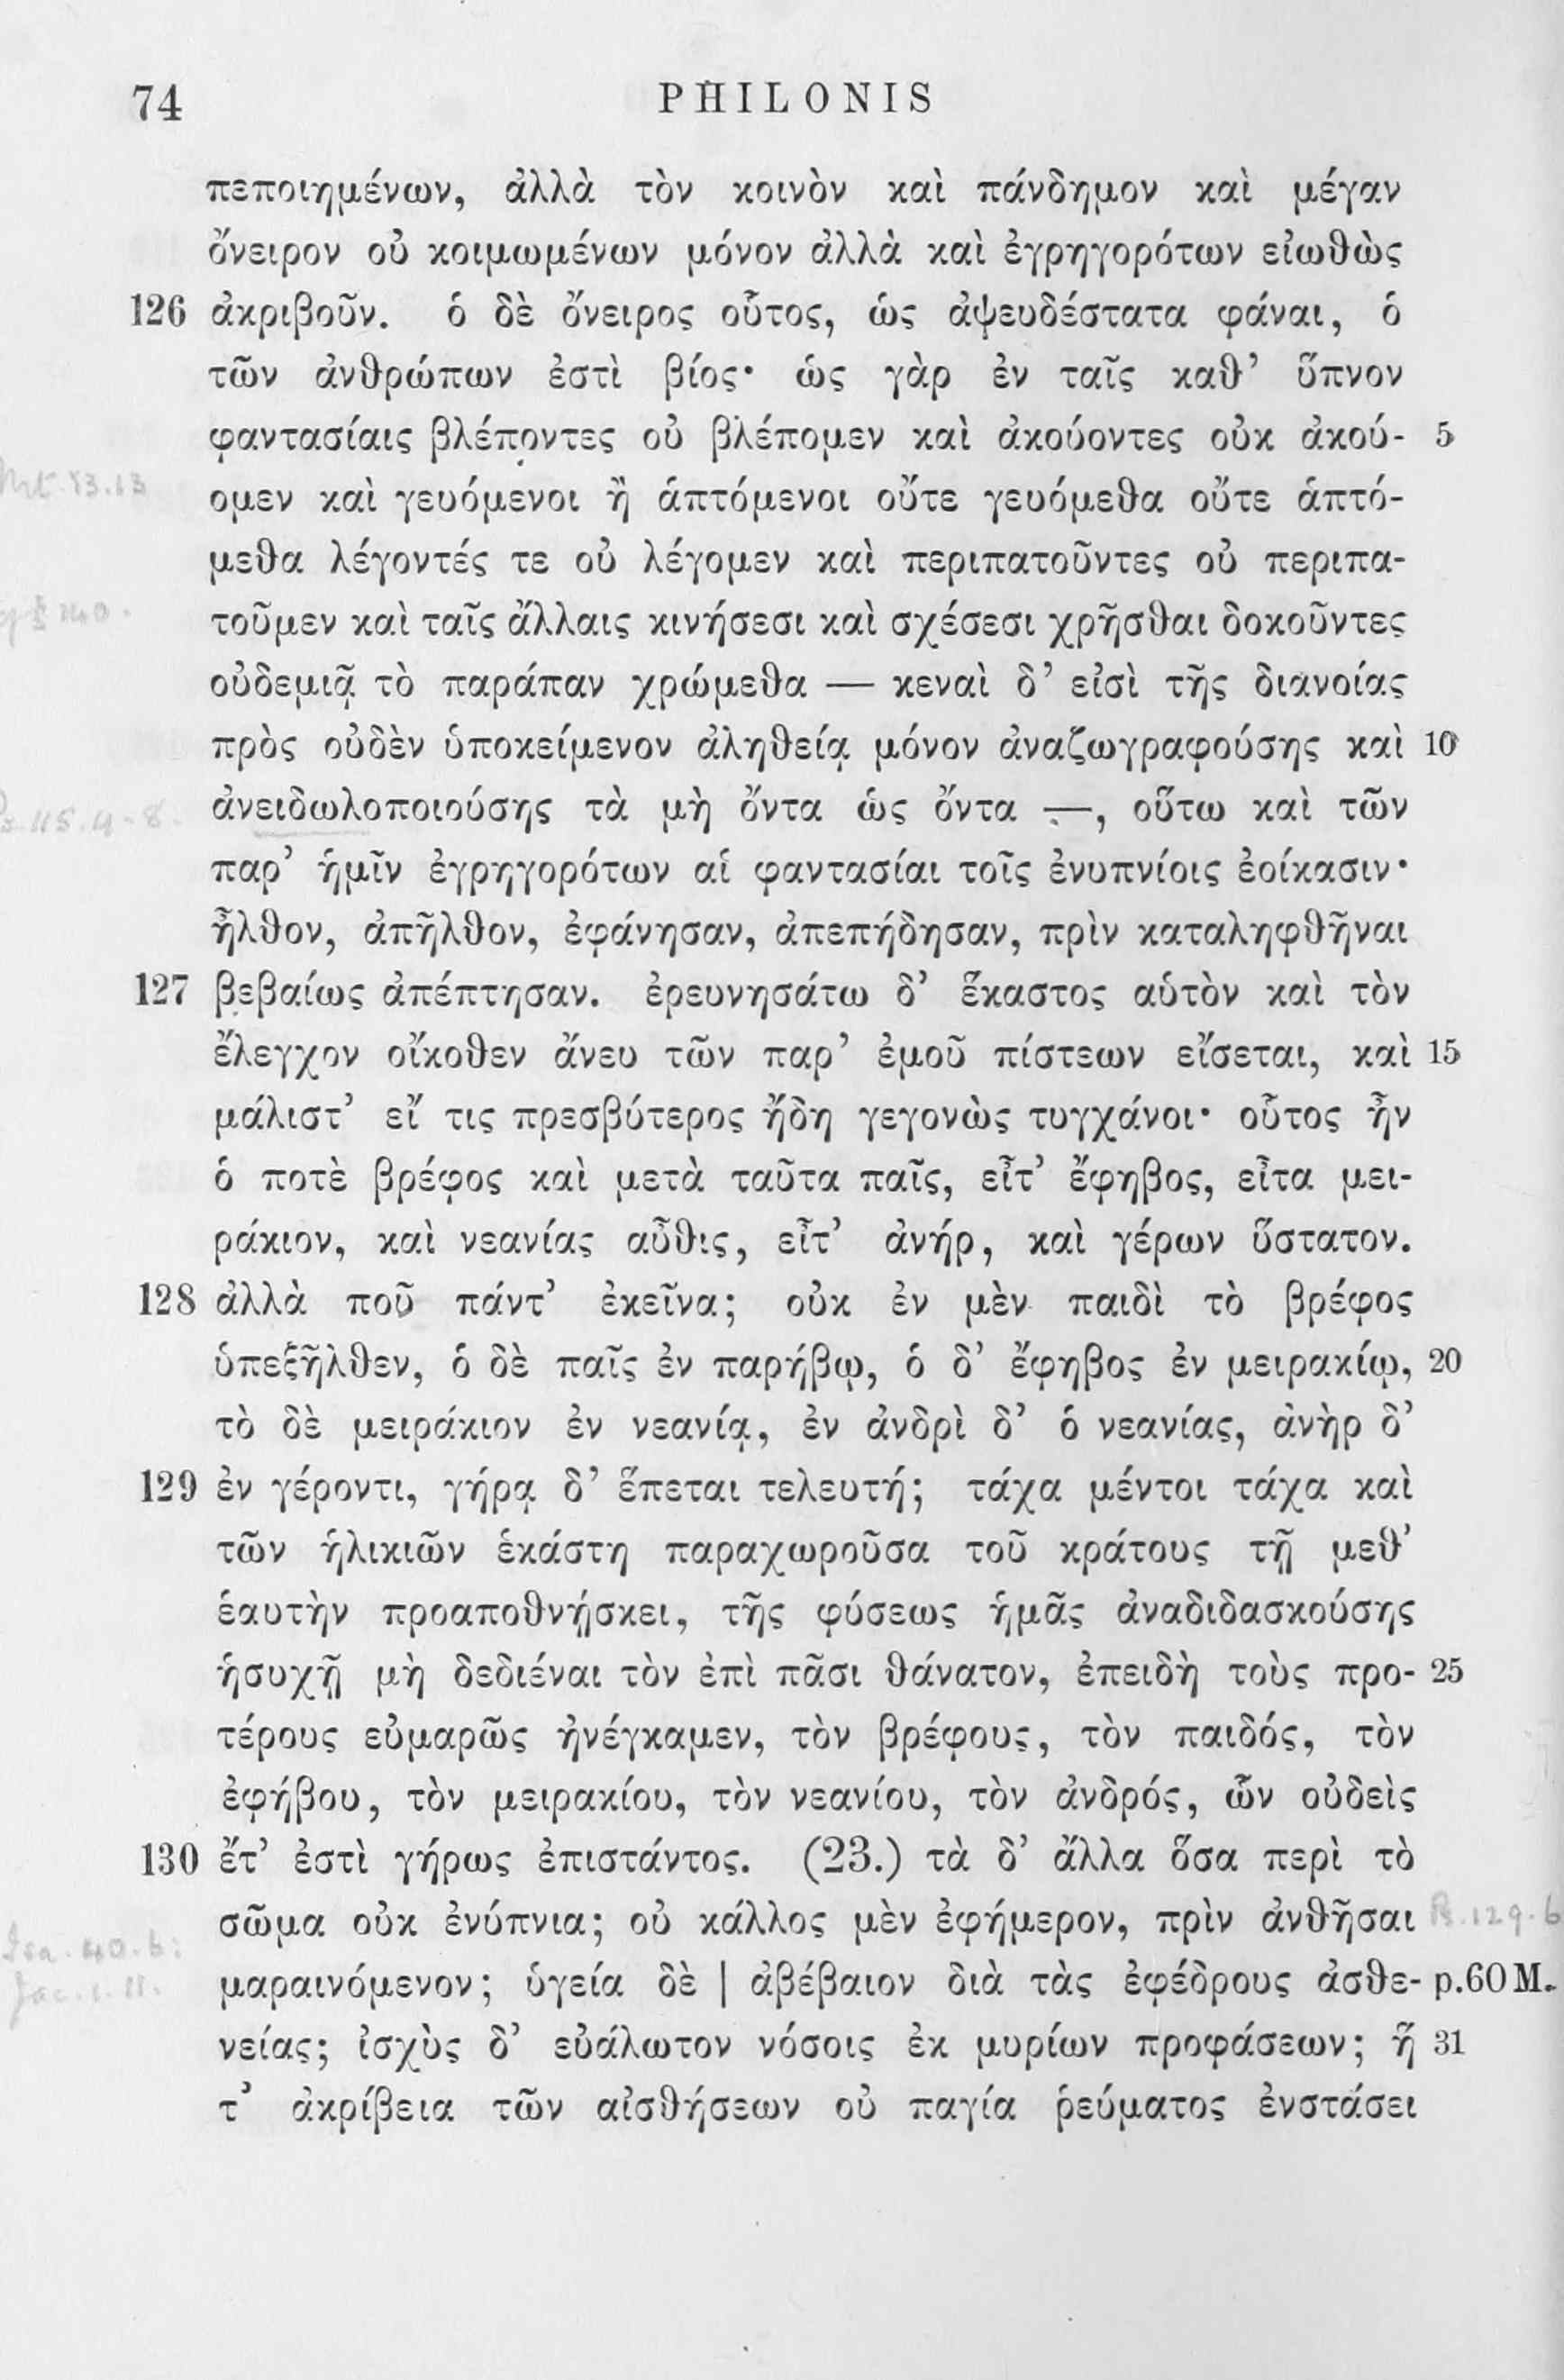 74 PHILONIS
πεποιημένων, ἀλλὰ τὸν κοινὸν καὶ πάνδημον καὶ μέγαν
ὄνειρον οὐ κοιμωμένων μόνον ἀλλὰ καὶ ἐγρηγορότων εἰωθὼς
126 ἀκριβοῦν. ὁ δὲ ὄνειρος οὗτος, ὡς ἀψευδέστατα φάναι, ὁ
τῶν ἀνθρώπων ἐστὶ βίος· ὡς γὰρ ἐν ταῖς καθ’ ὕπνον
φαντασίαις βλέποντες οὐ βλέπομεν καὶ ἀκούοντες οὐκ ἀκού- 5
Mt. 13.13 ομεν καὶ γευόμενοι ἢ ἁπτόμενοι οὔτε γευόμεθα οὔτε ἁπτό-
μεθα λέγοντές τε οὐ λέγομεν καὶ περιπατοῦντες οὐ περιπα-
§ 140. τοῦμεν καὶ ταῖς ἄλλαις κινήσεσι καὶ σχέσεσι χρῆσθαι δοκοῦντες
οὐδεμιᾷ τὸ παράπαν χρώμεθα — κεναὶ δ’ εἰσὶ τῆς διανοίας
πρὸς οὐδὲν ὑποκείμενον ἀληθείᾳ μόνον ἀναζωγραφούσης καὶ 10
Ps. 115. 4-8. ἀνειδωλοποιούσης τὰ μὴ ὄντα ὡς ὄντα —, οὕτω καὶ τῶν
παρ’ ἡμῖν ἐγρηγορότων αἱ φαντασίαι τοῖς ἐνυπνίοις ἐοίκασιν·
ἦλθον, ἀπῆλθον, ἐφάνησαν, ἀπεπήδησαν, πρὶν καταληφθῆναι
127 βεβαίως ἀπέπτησαν. ἐρευνησάτω δ’ ἕκαστος αὑτὸν καὶ τὸν
ἔλεγχον οἴκοθεν ἄνευ τῶν παρ’ ἐμοῦ πίστεων εἴσεται, καὶ 15
μάλιστ’ εἴ τις πρεσβύτερος ἤδη γεγονὼς τυγχάνοι· οὗτος ἦν
ὁ ποτὲ βρέφος καὶ μετὰ ταῦτα παῖς, εἶτ’ ἔφηβος, εἶτα μει-
ράκιον, καὶ νεανίας αὖθις, εἶτ’ ἀνήρ, καὶ γέρων ὕστατον.
128 ἀλλὰ ποῦ πάντ’ ἐκεῖνα; οὐκ ἐν μὲν παιδὶ τὸ βρέφος
ὑπεξῆλθεν, ὁ δὲ παῖς ἐν παρήβῳ, ὁ δ’ ἔφηβος ἐν μειρακίῳ, 20
τὸ δὲ μειράκιον ἐν νεανίᾳ, ἐν ἀνδρὶ δ’ ὁ νεανίας, ἀνὴρ δ’
129 ἐν γέροντι, γήρᾳ δ’ ἕπεται τελευτή; τάχα μέντοι τάχα καὶ
τῶν ἡλικιῶν ἑκάστη παραχωροῦσα τοῦ κράτους τῇ μεθ’
ἑαυτὴν προαποθνῄσκει, τῆς φύσεως ἡμᾶς ἀναδιδασκούσης
ἡσυχῇ μὴ δεδιέναι τὸν ἐπὶ πᾶσι θάνατον, ἐπειδὴ τοὺς προ- 25
τέρους εὐμαρῶς ἠνέγκαμεν, τὸν βρέφους, τὸν παιδός, τὸν
ἐφήβου, τὸν μειρακίου, τὸν νεανίου, τὸν ἀνδρός, ὧν οὐδεὶς
130 ἔτ’ ἐστὶ γήρως ἐπιστάντος. (23.) τὰ δ’ ἄλλα ὅσα περὶ τὸ
Isa. 40. 6: σῶμα οὐκ ἐνύπνια; οὐ κάλλος μὲν ἐφήμερον, πρὶν ἀνθῆσαι Ps. 129. 6
Jac. 1. 11. μαραινόμενον; ὑγεία δὲ | ἀβέβαιον διὰ τὰς ἐφέδρους ἀσθε- p. 60 M.
νείας; ἰσχὺς δ’ εὐάλωτον νόσοις ἐκ μυρίων προφάσεων; ἥ 31
τ’ ἀκρίβεια τῶν αἰσθήσεων οὐ παγία ῥεύματος ἐνστάσει